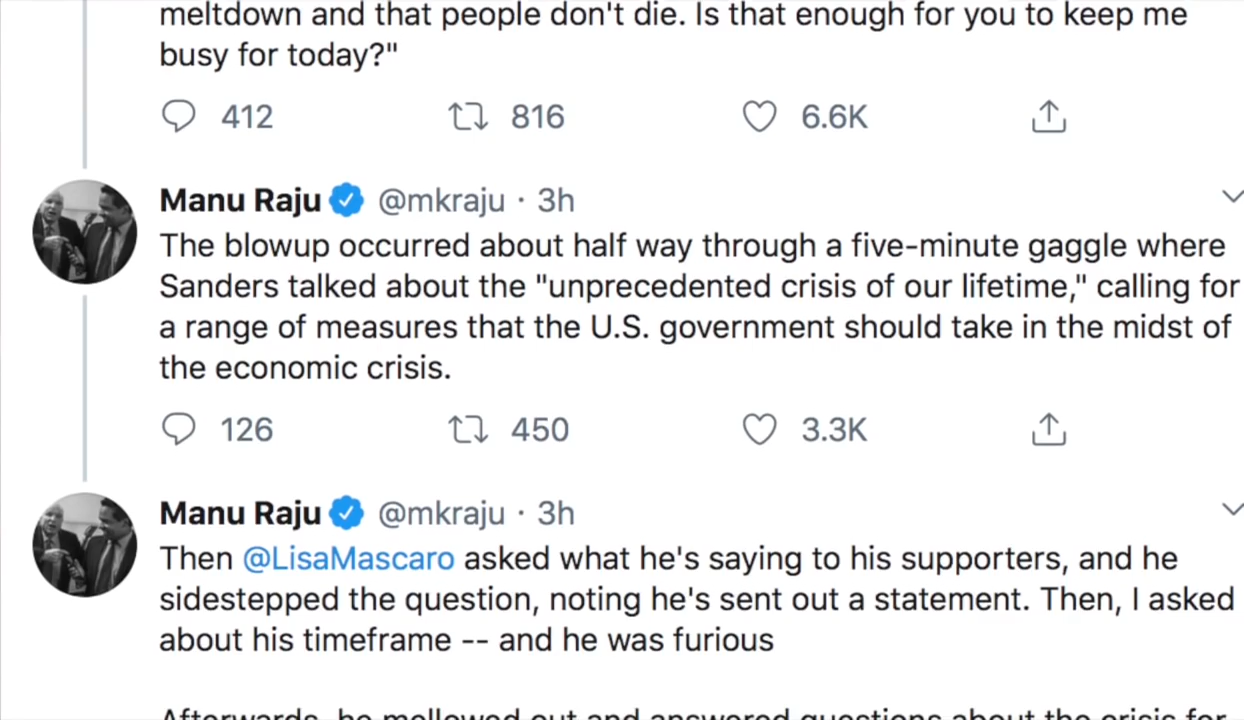 meltdown and that people don't die. Is that enough for you to keep me
busy for today?"
412 816 6.6K
Manu Raju @mkraju · 3h
The blowup occurred about half way through a five-minute gaggle where
Sanders talked about the "unprecedented crisis of our lifetime," calling for
a range of measures that the U.S. government should take in the midst of
the economic crisis.
126 450 3.3K
Manu Raju @mkraju · 3h
Then @LisaMascaro asked what he's saying to his supporters, and he
sidestepped the question, noting he's sent out a statement. Then, I asked
about his timeframe -- and he was furious
Afterwards, he mellowed out and answered questions about the crisis for